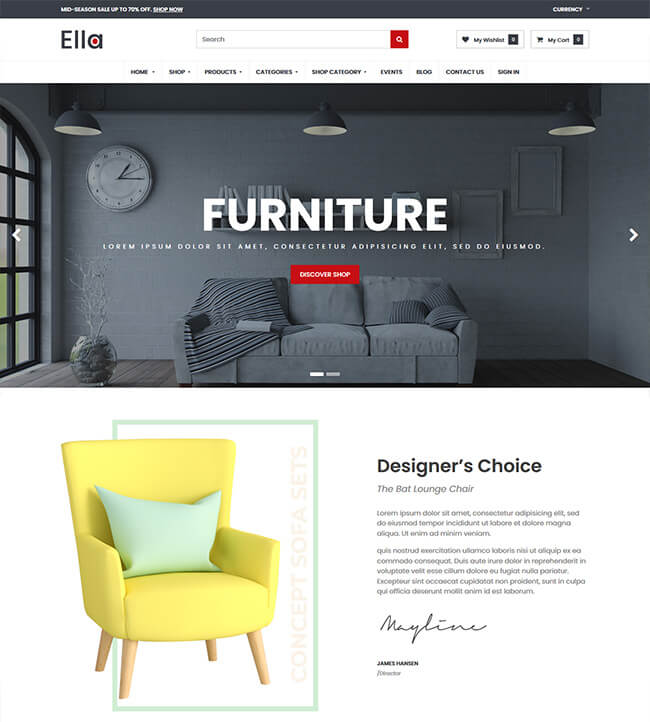 MID-SEASON SALE UP TO 70% OFF. SHOP NOW
CURRENCY
Ella
Search
My Wishlist 0
My Cart 0
HOME SHOP PRODUCTS CATEGORIES SHOP CATEGORY EVENTS BLOG CONTACT US SIGN IN
FURNITURE
LOREM IPSUM DOLOR SIT AMET, CONSECTETUR ADIPISICING ELIT, SED DO EIUSMOD.
DISCOVER SHOP
CONCEPT SOFA SETS
Designer's Choice
The Bat Lounge Chair
Lorem ipsum dolor sit amet, consectetur adipisicing elit, sed
do eiusmod tempor incididunt ut labore et dolore magna
aliqua. Ut enim ad minim veniam.
quis nostrud exercitation ullamco laboris nisi ut aliquip ex ea
commodo consequat. Duis aute irure dolor in reprehenderit in
voluptate velit esse cillum dolore eu fugiat nulla pariatur.
Excepteur sint occaecat cupidatat non proident, sunt in culpa
qui officia deserunt mollit anim id est laborum.
Mayline
JAMES HANSEN
/Director